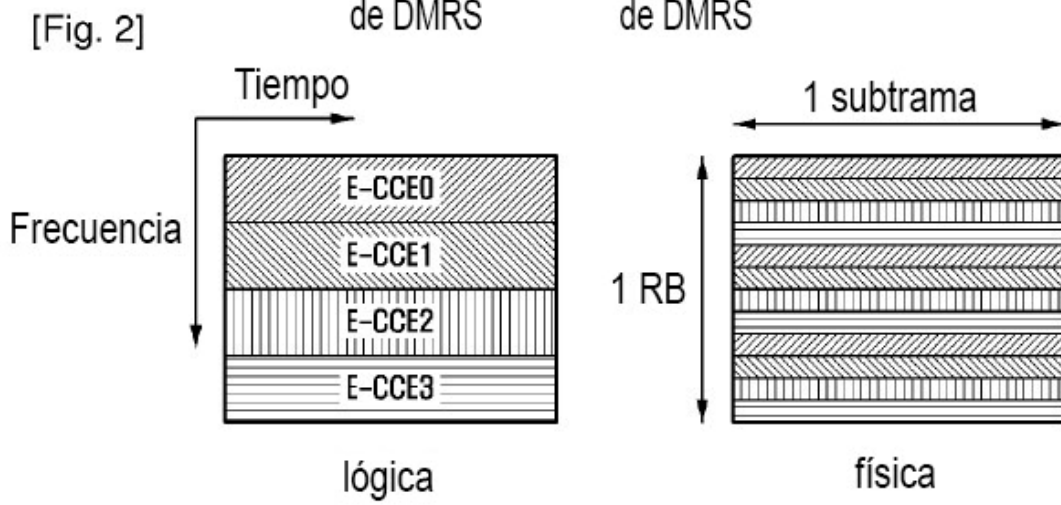 de DMRS
de DMRS
[Fig. 2]
Tiempo
1 subtrama
E-CCE0
Frecuencia
E-CCE1
1 RB
E-CCE2
E-CCE3
lógica
física